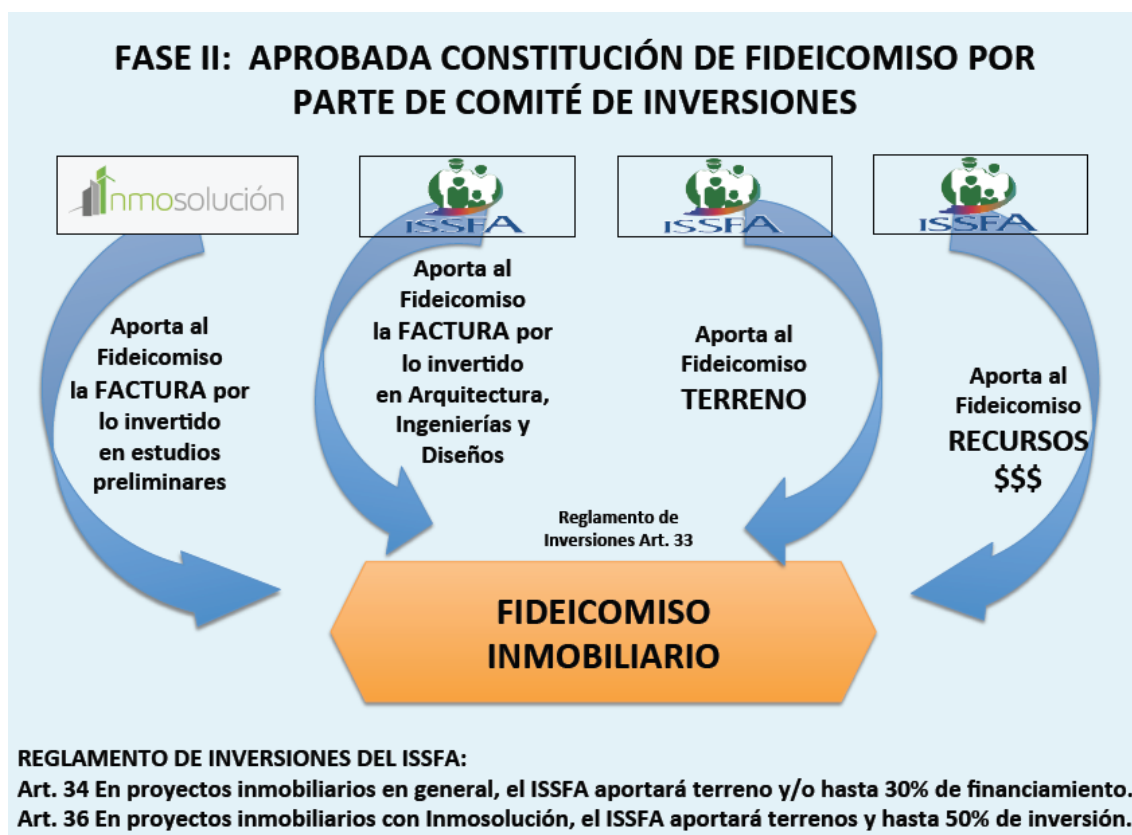 FASE II:  APROBADA CONSTITUCIÓN DE FIDEICOMISO POR
PARTE DE COMITÉ DE INVERSIONES
Inmosolución
ISSFA
ISSFA
ISSFA
Aporta al
Fideicomiso
la FACTURA por
lo invertido
en estudios
preliminares
Aporta al
Fideicomiso
la FACTURA por
lo invertido
en Arquitectura,
Ingenierías y
Diseños
Aporta al
Fideicomiso
TERRENO
Aporta al
Fideicomiso
RECURSOS
$$$
Reglamento de
Inversiones Art. 33
FIDEICOMISO
INMOBILIARIO
REGLAMENTO DE INVERSIONES DEL ISSFA:
Art. 34 En proyectos inmobiliarios en general, el ISSFA aportará terreno y/o hasta 30% de financiamiento.
Art. 36 En proyectos inmobiliarios con Inmosolución, el ISSFA aportará terrenos y hasta 50% de inversión.